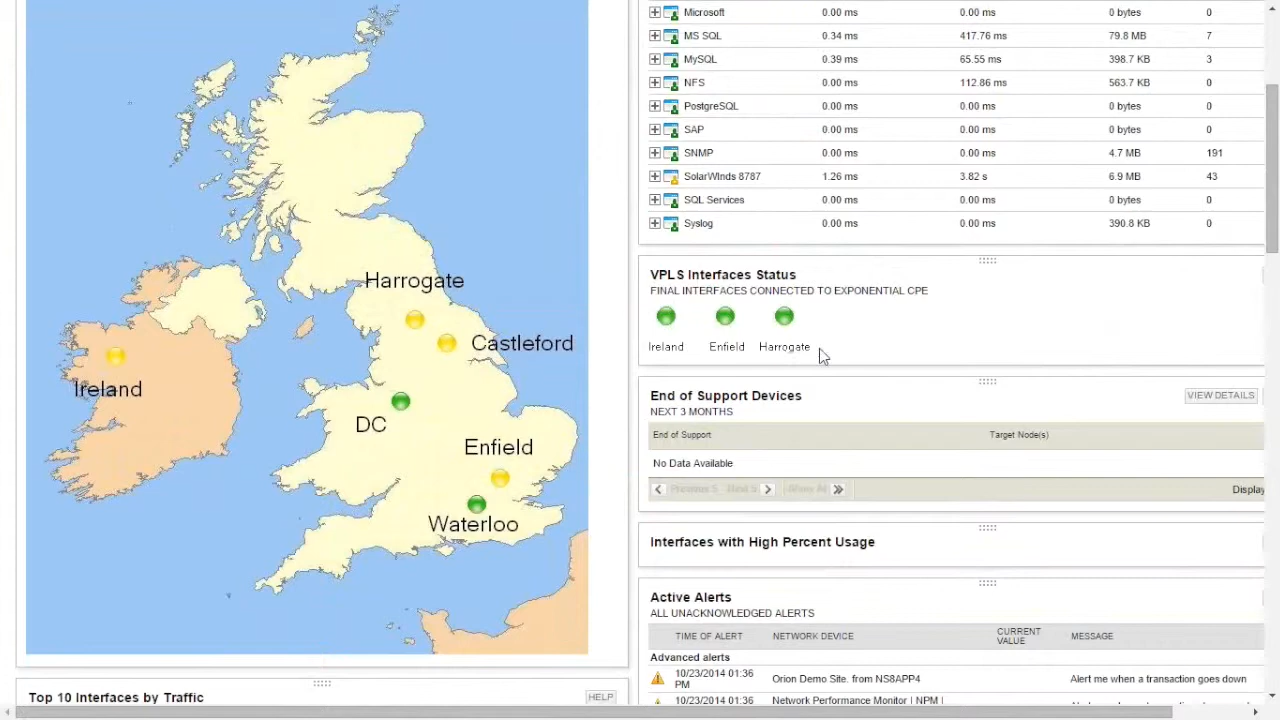 Harrogate
Castleford
Ireland
DC
Enfield
Waterloo
Top 10 Interfaces by Traffic HELP
Microsoft 0.00 ms 0.00 ms 0 bytes 0
MS SQL 0.34 ms 417.76 ms 79.8 MB 7
MySQL 0.39 ms 65.55 ms 398.7 KB 3
NFS 0.00 ms 112.86 ms 563.7 KB 0
PostgreSQL 0.00 ms 0.00 ms 0 bytes 0
SAP 0.00 ms 0.00 ms 0 bytes 0
SNMP 0.00 ms 0.00 ms 4.7 MB 191
SolarWinds 8787 1.26 ms 3.82 s 6.9 MB 43
SQL Services 0.00 ms 0.00 ms 0 bytes 0
Syslog 0.00 ms 0.00 ms 390.8 KB 0
VPLS Interfaces Status
FINAL INTERFACES CONNECTED TO EXPONENTIAL CPE
Ireland Enfield Harrogate
End of Support Devices VIEW DETAILS
NEXT 3 MONTHS
End of Support Target Node(s)
No Data Available
Previous 5 Next 5 Show All Display
Interfaces with High Percent Usage
Active Alerts
ALL UNACKNOWLEDGED ALERTS
TIME OF ALERT NETWORK DEVICE CURRENT VALUE MESSAGE
Advanced alerts
10/23/2014 01:36 PM Orion Demo Site. from NS8APP4 Alert me when a transaction goes down
10/23/2014 01:36 Network Performance Monitor | NPM |